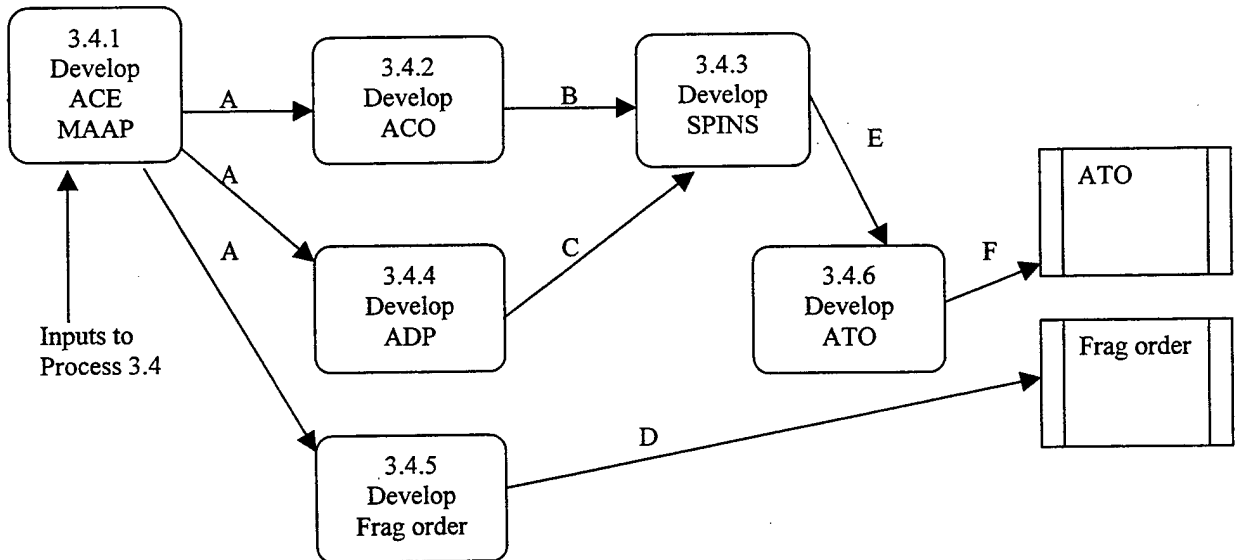 3.4.1
Develop
ACE
MAAP
A
3.4.2
Develop
ACO
B
3.4.3
Develop
SPINS
E
ATO
A
A
C
3.4.4
Develop
ADP
3.4.6
Develop
ATO
F
Inputs to
Process 3.4
Frag order
D
3.4.5
Develop
Frag order